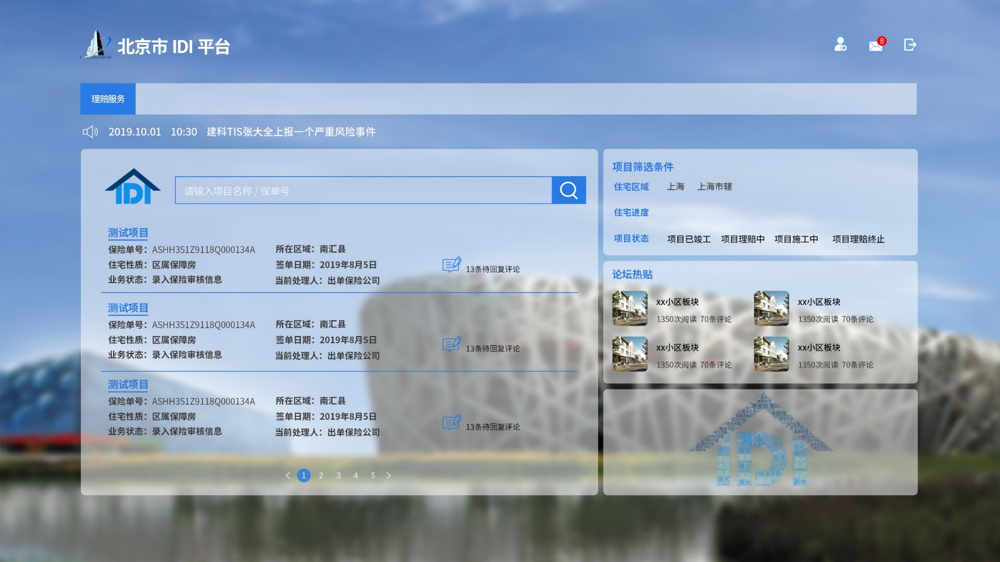 北京市 IDI 平台
8
理赔服务
2019.10.01 10:30 建科TIS张大全上报一个严重风险事件
IDI
请输入项目名称 / 保单号
测试项目
保险单号：ASHH351Z9118Q000134A 所在区域：南汇县
住宅性质：区属保障房 签单日期：2019年8月5日
13条待回复评论
业务状态：录入保险审核信息 当前处理人：出单保险公司
测试项目
保险单号：ASHH351Z9118Q000134A 所在区域：南汇县
住宅性质：区属保障房 签单日期：2019年8月5日
13条待回复评论
业务状态：录入保险审核信息 当前处理人：出单保险公司
测试项目
保险单号：ASHH351Z9118Q000134A 所在区域：南汇县
住宅性质：区属保障房 签单日期：2019年8月5日
13条待回复评论
业务状态：录入保险审核信息 当前处理人：出单保险公司
< 1 2 3 4 5 >
项目筛选条件
住宅区域 上海 上海市辖
住宅进度
项目状态 项目已竣工 项目理赔中 项目施工中 项目理赔终止
论坛热贴
xx小区板块 xx小区板块
1350次阅读 70条评论 1350次阅读 70条评论
xx小区板块 xx小区板块
1350次阅读 70条评论 1350次阅读 70条评论
墙皮脱落
漏水
漏水 漏水
墙体开裂
漏水 漏水 漏水